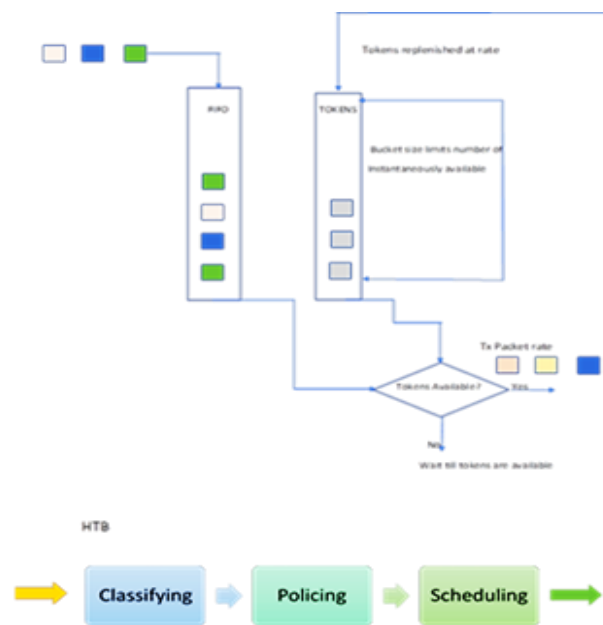 Tokens replenished at rate
FIFO
TOKENS
Bucket size limits number of
Instantaneously available
Tx Packet rate
Tokens Available?
Yes
No
Wait till tokens are available
HTB
Classifying
Policing
Scheduling